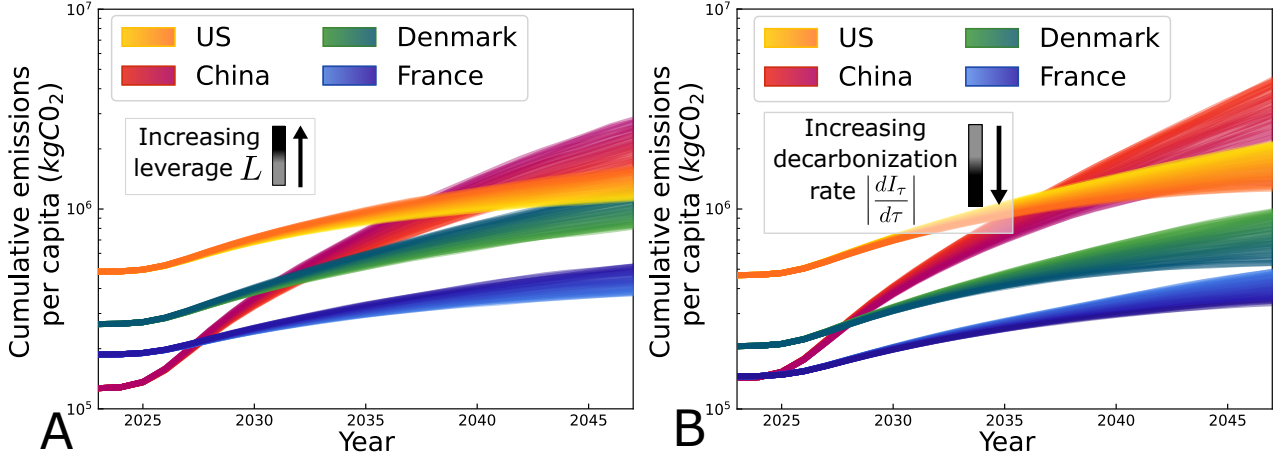 Cumulative emissions
per capita (kgC0₂)
10⁷
10⁶
10⁵
US
Denmark
China
France
Increasing
leverage L
2025
2030
2035
2040
2045
Year
A
Cumulative emissions
per capita (kgC0₂)
10⁷
10⁶
10⁵
US
Denmark
China
France
Increasing
decarbonization
rate |dI_τ/dτ|
2025
2030
2035
2040
2045
Year
B